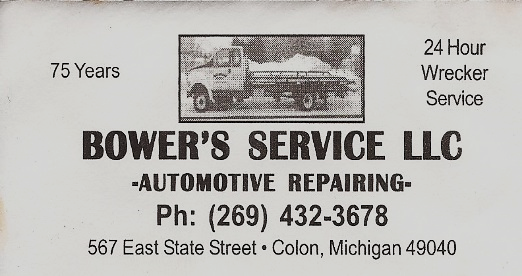 75 Years
24 Hour
Wrecker
Service
BOWER'S SERVICE LLC
-AUTOMOTIVE REPAIRING-
Ph: (269) 432-3678
567 East State Street • Colon, Michigan 49040